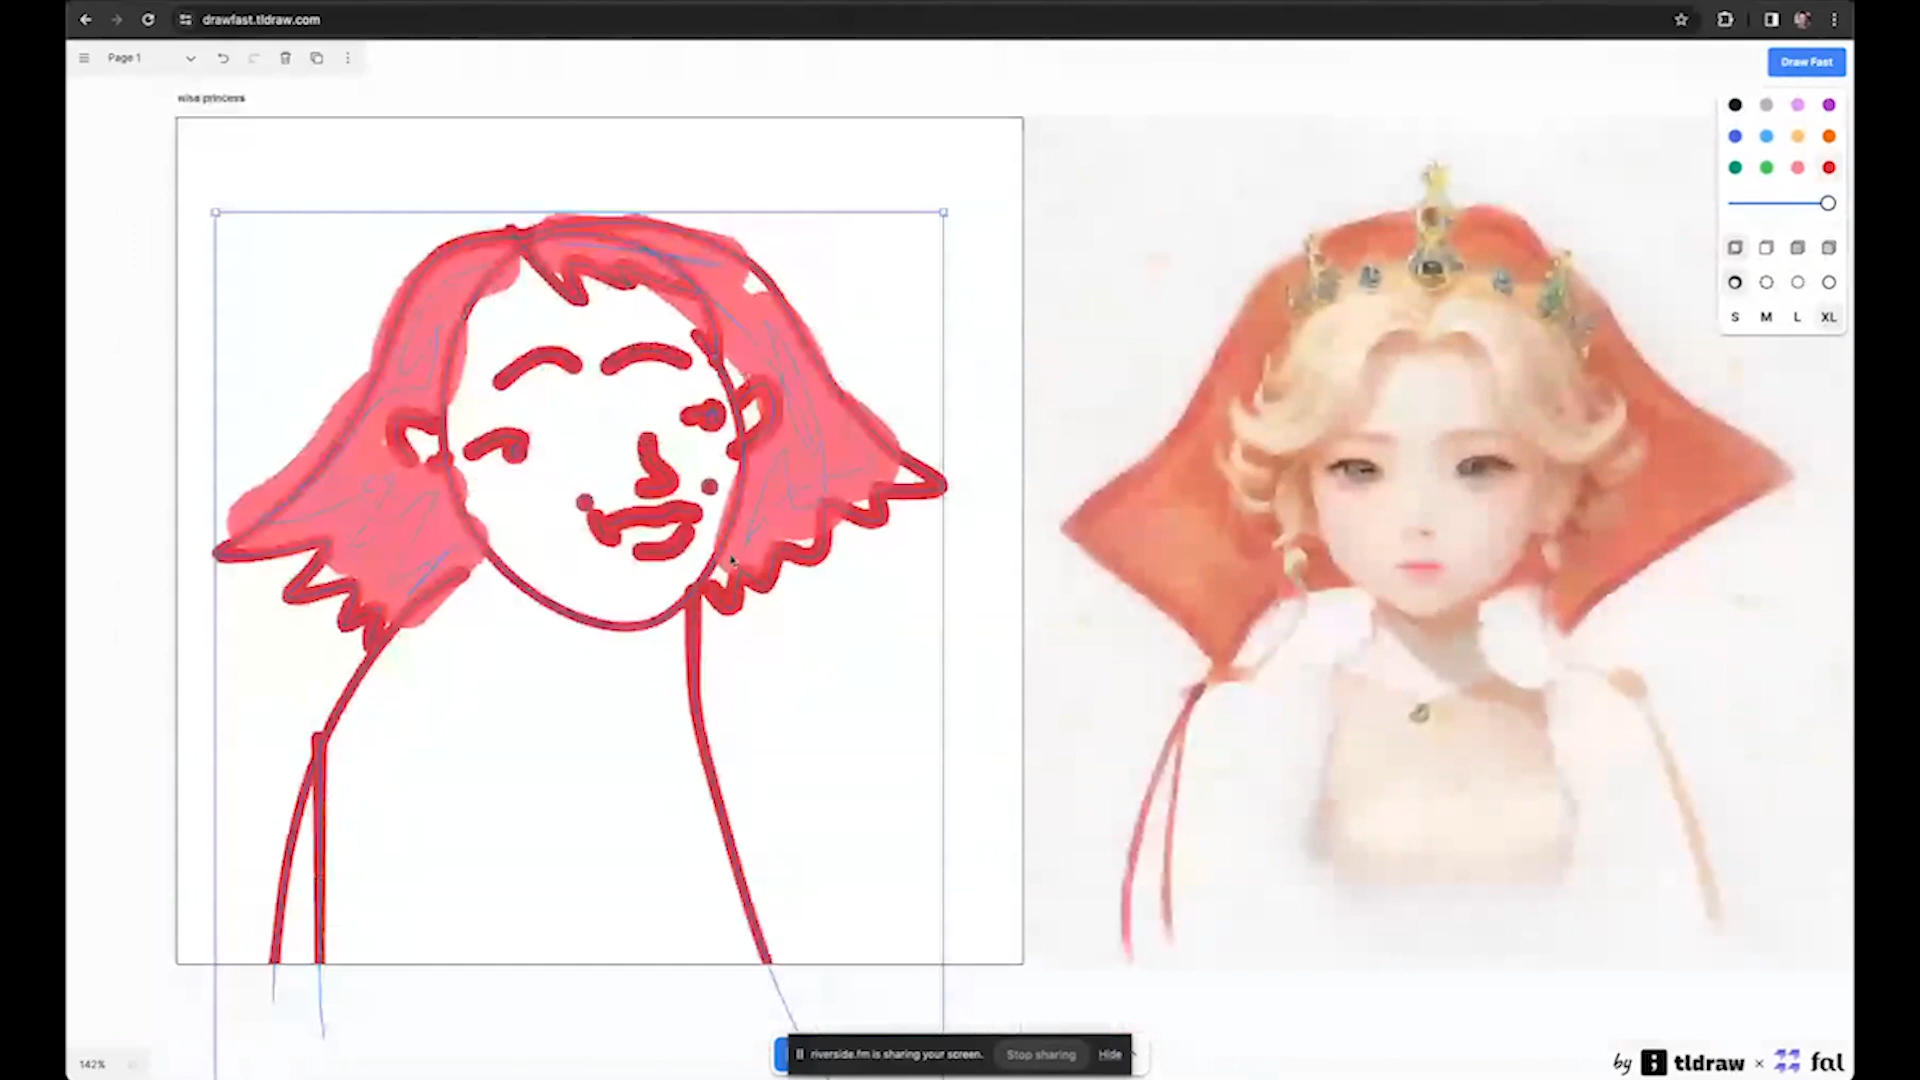 drawfast.tldraw.com
Page 1
Draw Fast
wise princess
S M L XL
142%
riverside.fm is sharing your screen. Stop sharing Hide
by tldraw × fal